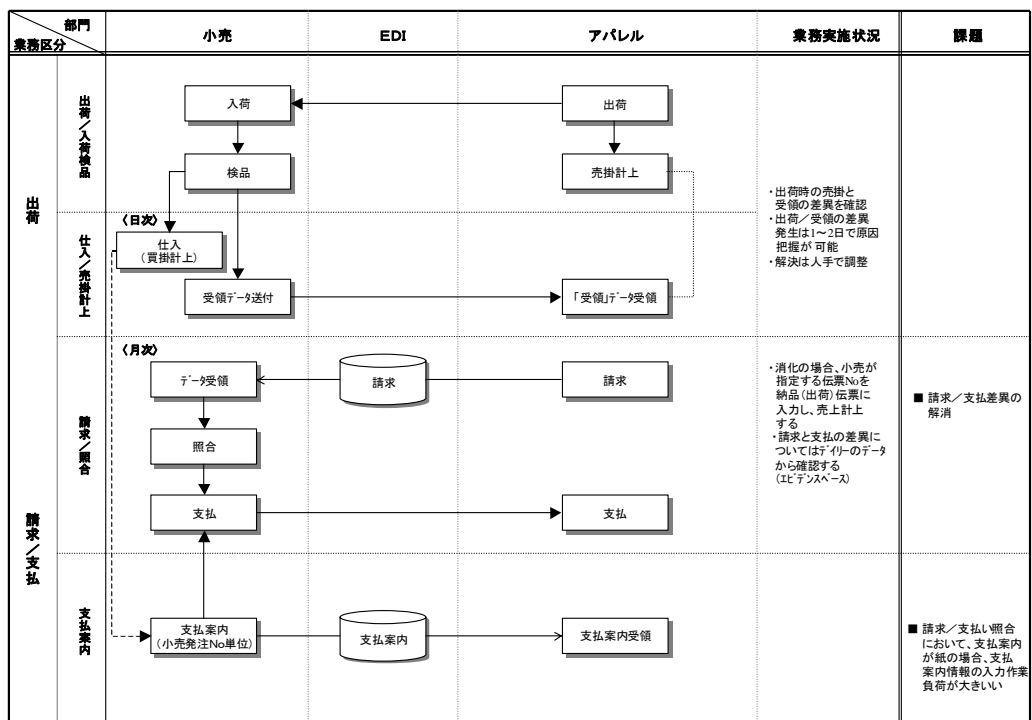 部門
業務区分
小売
EDI
アパレル
業務実施状況
課題
出荷
出荷／入荷検品
入荷
出荷
検品
売掛計上
・出荷時の売掛と
受領の差異を確認
・出荷／受領の差異
発生は1～2日で原因
把握が可能
・解決は人手で調整
仕入／売掛計上
〈日次〉
仕入
（買掛計上）
受領ﾃﾞｰﾀ送付
「受領」ﾃﾞｰﾀ受領
請求／支払
請求／照合
〈月次〉
ﾃﾞｰﾀ受領
請求
請求
照合
支払
支払
・消化の場合、小売が
指定する伝票Noを
納品（出荷）伝票に
入力し、売上計上
する
・請求と支払の差異に
ついてはﾃﾞｲﾘｰのﾃﾞｰﾀ
から確認する
（ｴﾋﾞﾃﾞﾝｽﾍﾞｰｽ）
■ 請求／支払差異の
解消
支払案内
支払案内
（小売発注No単位）
支払案内
支払案内受領
■ 請求／支払い照合
において、支払案内
が紙の場合、支払
案内情報の入力作業
負荷が大きいい